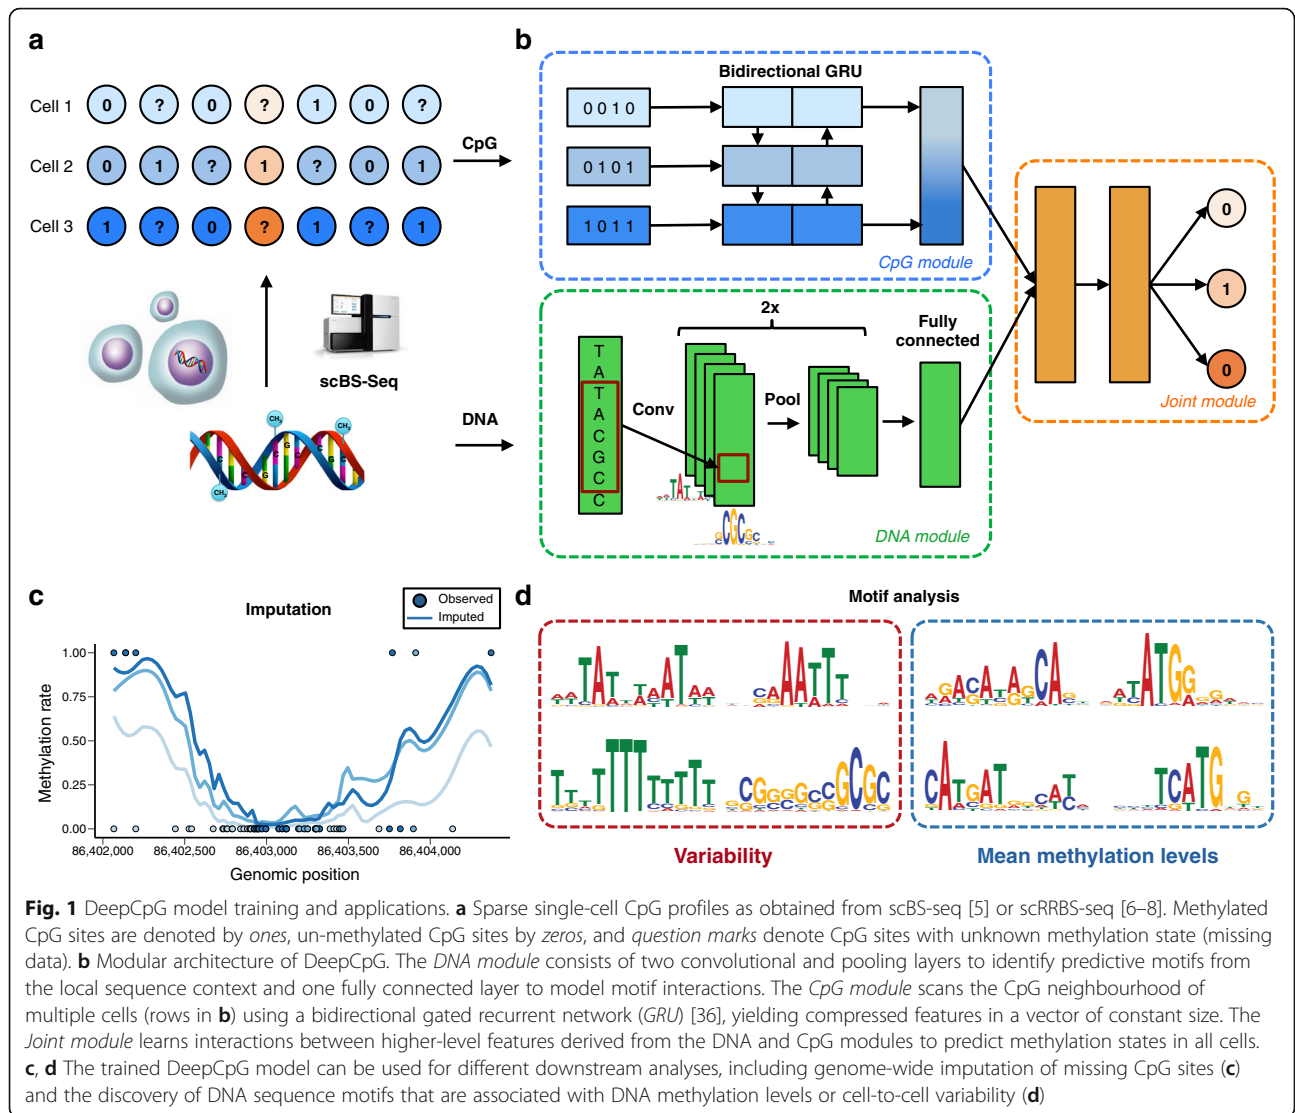 a
Cell 1 0 ? 0 ? 1 0 ?
Cell 2 0 1 ? 1 ? 0 1
Cell 3 1 ? 0 ? 1 ? 1
CpG
scBS-Seq
DNA
CH3
CH3
CH3
C
G
C
G
C
G
C
b
Bidirectional GRU
0 0 1 0
0 1 0 1
1 0 1 1
CpG module
2x
Fully
connected
T
A
T
A
C
G
C
C
Conv
Pool
TAT
GCGCGC
DNA module
0
1
0
Joint module
c
Imputation
Observed
Imputed
Methylation rate
1.00
0.75
0.50
0.25
0.00
86,402,000 86,402,500 86,403,000 86,403,500 86,404,000
Genomic position
d
Motif analysis
Variability
Mean methylation levels
Fig. 1 DeepCpG model training and applications. a Sparse single-cell CpG profiles as obtained from scBS-seq [5] or scRRBS-seq [6–8]. Methylated
CpG sites are denoted by ones, un-methylated CpG sites by zeros, and question marks denote CpG sites with unknown methylation state (missing
data). b Modular architecture of DeepCpG. The DNA module consists of two convolutional and pooling layers to identify predictive motifs from
the local sequence context and one fully connected layer to model motif interactions. The CpG module scans the CpG neighbourhood of
multiple cells (rows in b) using a bidirectional gated recurrent network (GRU) [36], yielding compressed features in a vector of constant size. The
Joint module learns interactions between higher-level features derived from the DNA and CpG modules to predict methylation states in all cells.
c, d The trained DeepCpG model can be used for different downstream analyses, including genome-wide imputation of missing CpG sites (c)
and the discovery of DNA sequence motifs that are associated with DNA methylation levels or cell-to-cell variability (d)